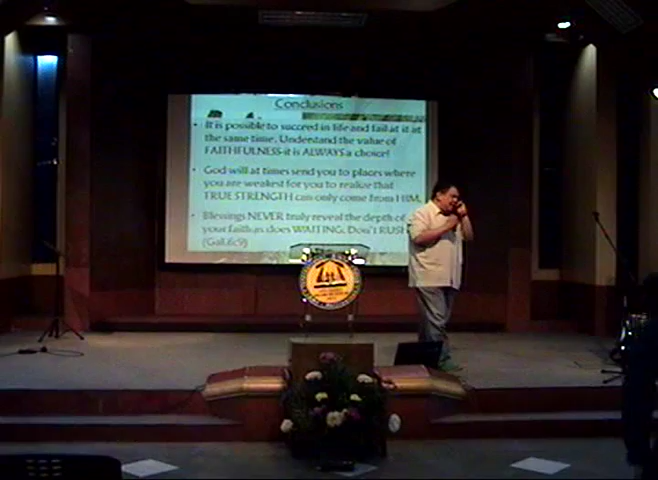 Conclusions
• It is possible to succeed in life and fail at it at
the same time. Understand the value of
FAITHFULNESS-it is ALWAYS a choice!
• God will at times send you to places where
you are weakest for you to realize that
TRUE STRENGTH can only come from HIM.
• Blessings NEVER truly reveal the depth of
your faith as does WAITING. Don't RUSH
(Gal.6:9)